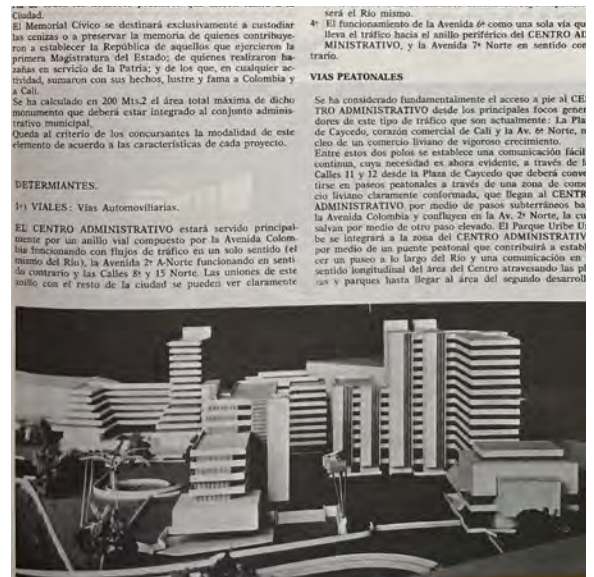 Ciudad.
El Memorial Cívico se destinará exclusivamente a custodiar
las cenizas o a preservar la memoria de quienes contribuye-
ron a establecer la República de aquellos que ejercieron la
primera Magistratura del Estado; de quienes realizaron ha-
zañas en servicio de la Patria; y de los que, en cualquier ac-
tividad, sumaron con sus hechos, lustre y fama a Colombia y
a Cali.
Se ha calculado en 200 Mts.2 el área total máxima de dicho
monumento que deberá estar integrado al conjunto adminis-
trativo municipal.
Queda al criterio de los concursantes la modalidad de este
elemento de acuerdo a las características de cada proyecto.
DETERMIANTES.
1º) VIALES: Vías Automoviliarias.
EL CENTRO ADMINISTRATIVO estará servido principal-
mente por un anillo vial compuesto por la Avenida Colom-
bia funcionando con flujos de tráfico en un solo sentido (el
mismo del Río), la Avenida 2ª A-Norte funcionando en senti-
do contrario y las Calles 8ª y 15 Norte. Las uniones de este
anillo con el resto de la ciudad se pueden ver claramente
será el Río mismo.
4º El funcionamiento de la Avenida 6ª como una sola vía qu
lleva el tráfico hacia el anillo periférico del CENTRO AD
MINISTRATIVO, y la Avenida 7ª Norte en sentido con
trario.
VIAS PEATONALES
Se ha considerado fundamentalmente el acceso a pie al CE
TRO ADMINISTRATIVO desde los principales focos gener
dores de este tipo de tráfico que son actualmente: La Pla
de Caycedo, corazón comercial de Cali y la Av. 6ª Norte, n
cleo de un comercio liviano de vigoroso crecimiento.
Entre estos dos polos se establece una comunicación fácil
continua, cuya necesidad es ahora evidente, a través de l
Calles 11 y 12 desde la Plaza de Caycedo que deberá conve
tirse en paseos peatonales a través de una zona de come
cio liviano claramente conformada, que llegan al CENTR
ADMINISTRATIVO por medio de pasos subterráneos ba
la Avenida Colombia y confluyen en la Av. 2ª Norte, la cu
salvan por medio de otro paso elevado. El Parque Uribe U
be se integrará a la zona del CENTRO ADMINISTRATIV
por medio de un puente peatonal que contribuirá a establ
cer un paseo a lo largo del Río y una comunicación en
sentido longitudinal del área del Centro atravesando las pl
zas y parques hasta llegar al área del segundo desarroll